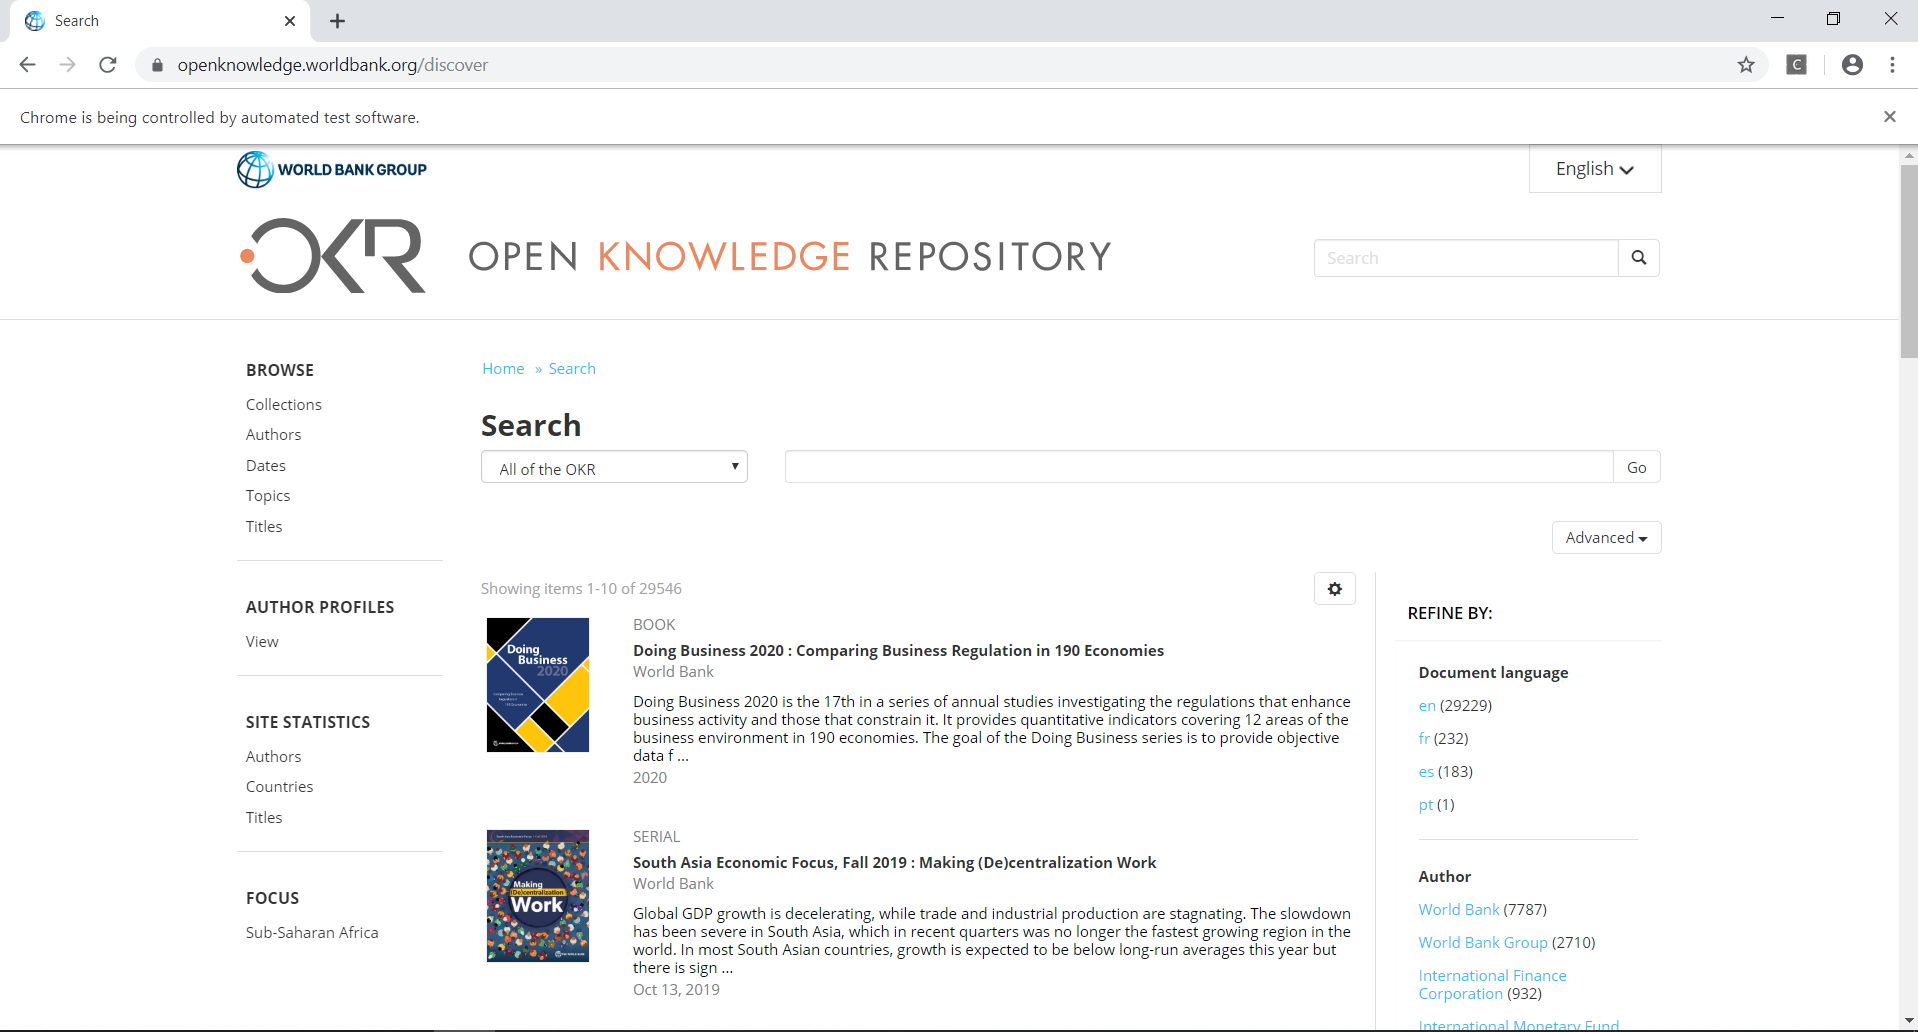 Search
openknowledge.worldbank.org/discover
C
Chrome is being controlled by automated test software.
WORLD BANK GROUP
English
OKR
OPEN KNOWLEDGE REPOSITORY
Search
BROWSE
Collections
Authors
Dates
Topics
Titles
AUTHOR PROFILES
View
SITE STATISTICS
Authors
Countries
Titles
FOCUS
Sub-Saharan Africa
Home » Search
Search
All of the OKR
Go
Advanced
Showing items 1-10 of 29546
Doing
Business
2020
BOOK
Doing Business 2020 : Comparing Business Regulation in 190 Economies
World Bank
Doing Business 2020 is the 17th in a series of annual studies investigating the regulations that enhance
business activity and those that constrain it. It provides quantitative indicators covering 12 areas of the
business environment in 190 economies. The goal of the Doing Business series is to provide objective
data f ...
2020
Making
(De)centralization
Work
SERIAL
South Asia Economic Focus, Fall 2019 : Making (De)centralization Work
World Bank
Global GDP growth is decelerating, while trade and industrial production are stagnating. The slowdown
has been severe in South Asia, which in recent quarters was no longer the fastest growing region in the
world. In most South Asian countries, growth is expected to be below long-run averages this year but
there is sign ...
Oct 13, 2019
REFINE BY:
Document language
en (29229)
fr (232)
es (183)
pt (1)
Author
World Bank (7787)
World Bank Group (2710)
International Finance
Corporation (932)
International Monetary Fund